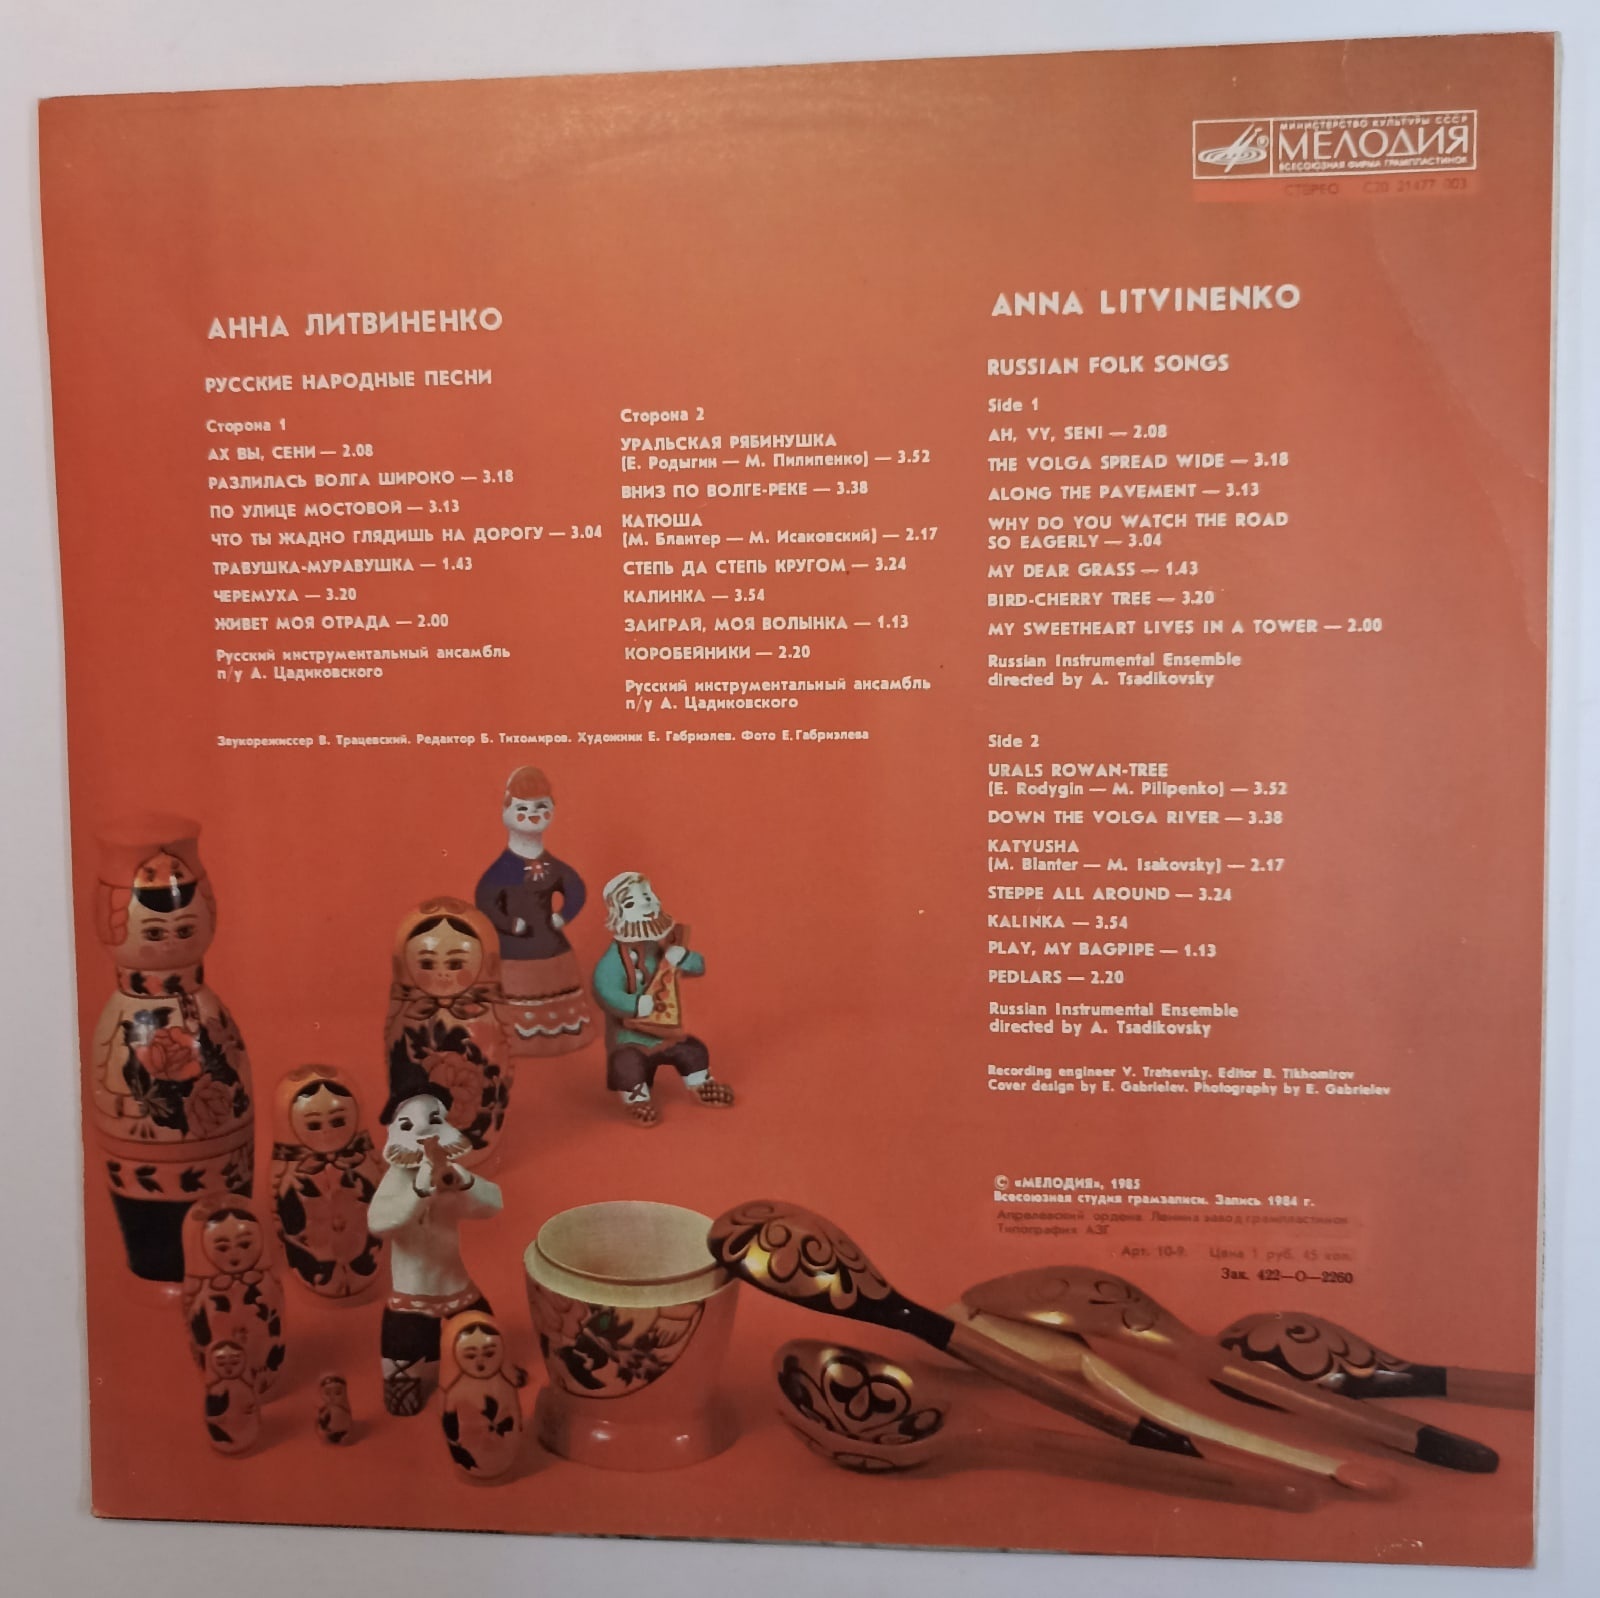 МИНИСТЕРСТВО КУЛЬТУРЫ СССР
МЕЛОДИЯ
ВСЕСОЮЗНАЯ ФИРМА ГРАМПЛАСТИНОК
СТЕРЕО С20 21477 003
АННА ЛИТВИНЕНКО
РУССКИЕ НАРОДНЫЕ ПЕСНИ
Сторона 1
АХ ВЫ, СЕНИ — 2.08
РАЗЛИЛАСЬ ВОЛГА ШИРОКО — 3.18
ПО УЛИЦЕ МОСТОВОЙ — 3.13
ЧТО ТЫ ЖАДНО ГЛЯДИШЬ НА ДОРОГУ — 3.04
ТРАВУШКА-МУРАВУШКА — 1.43
ЧЕРЕМУХА — 3.20
ЖИВЕТ МОЯ ОТРАДА — 2.00
Русский инструментальный ансамбль
п/у А. Цадиковского
Сторона 2
УРАЛЬСКАЯ РЯБИНУШКА
(Е. Родыгин — М. Пилипенко) — 3.52
ВНИЗ ПО ВОЛГЕ-РЕКЕ — 3.38
КАТЮША
(М. Блантер — М. Исаковский) — 2.17
СТЕПЬ ДА СТЕПЬ КРУГОМ — 3.24
КАЛИНКА — 3.54
ЗАИГРАЙ, МОЯ ВОЛЫНКА — 1.13
КОРОБЕЙНИКИ — 2.20
Русский инструментальный ансамбль
п/у А. Цадиковского
Звукорежиссер В. Трацевский. Редактор Б. Тихомиров. Художник Е. Габриэлев. Фото Е. Габриэлева
ANNA LITVINENKO
RUSSIAN FOLK SONGS
Side 1
AH, VY, SENI — 2.08
THE VOLGA SPREAD WIDE — 3.18
ALONG THE PAVEMENT — 3.13
WHY DO YOU WATCH THE ROAD
SO EAGERLY — 3.04
MY DEAR GRASS — 1.43
BIRD-CHERRY TREE — 3.20
MY SWEETHEART LIVES IN A TOWER — 2.00
Russian Instrumental Ensemble
directed by A. Tsadikovsky
Side 2
URALS ROWAN-TREE
(E. Rodygin — M. Pilipenko) — 3.52
DOWN THE VOLGA RIVER — 3.38
KATYUSHA
(M. Blanter — M. Isakovsky) — 2.17
STEPPE ALL AROUND — 3.24
KALINKA — 3.54
PLAY, MY BAGPIPE — 1.13
PEDLARS — 2.20
Russian Instrumental Ensemble
directed by A. Tsadikovsky
Recording engineer V. Tratsevsky. Editor B. Tikhomirov
Cover design by E. Gabrielev. Photography by E. Gabrielev
© «МЕЛОДИЯ», 1985
Всесоюзная студия грамзаписи. Запись 1984 г.
Апрелевский ордена Ленина завод грампластинок
Типография АЗГ
Арт. 10-9. Цена 1 руб. 45 коп.
Зак. 422—О—2260